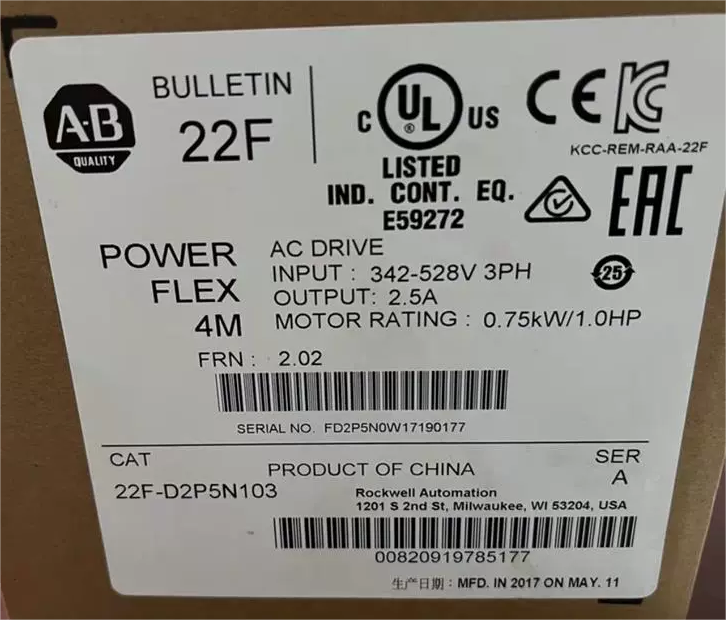 A·B
QUALITY
BULLETIN
22F
C UL ® US
LISTED
IND. CONT. EQ.
E59272
CE
KCC-REM-RAA-22F
EAC
25
POWER
FLEX
4M
AC DRIVE
INPUT : 342-528V 3PH
OUTPUT: 2.5A
MOTOR RATING : 0.75kW/1.0HP
FRN : 2.02
SERIAL NO. FD2P5N0W17190177
CAT
22F-D2P5N103
PRODUCT OF CHINA
SER
A
Rockwell Automation
1201 S 2nd St, Milwaukee, WI 53204, USA
00820919785177
生产日期：MFD. IN 2017 ON MAY. 11